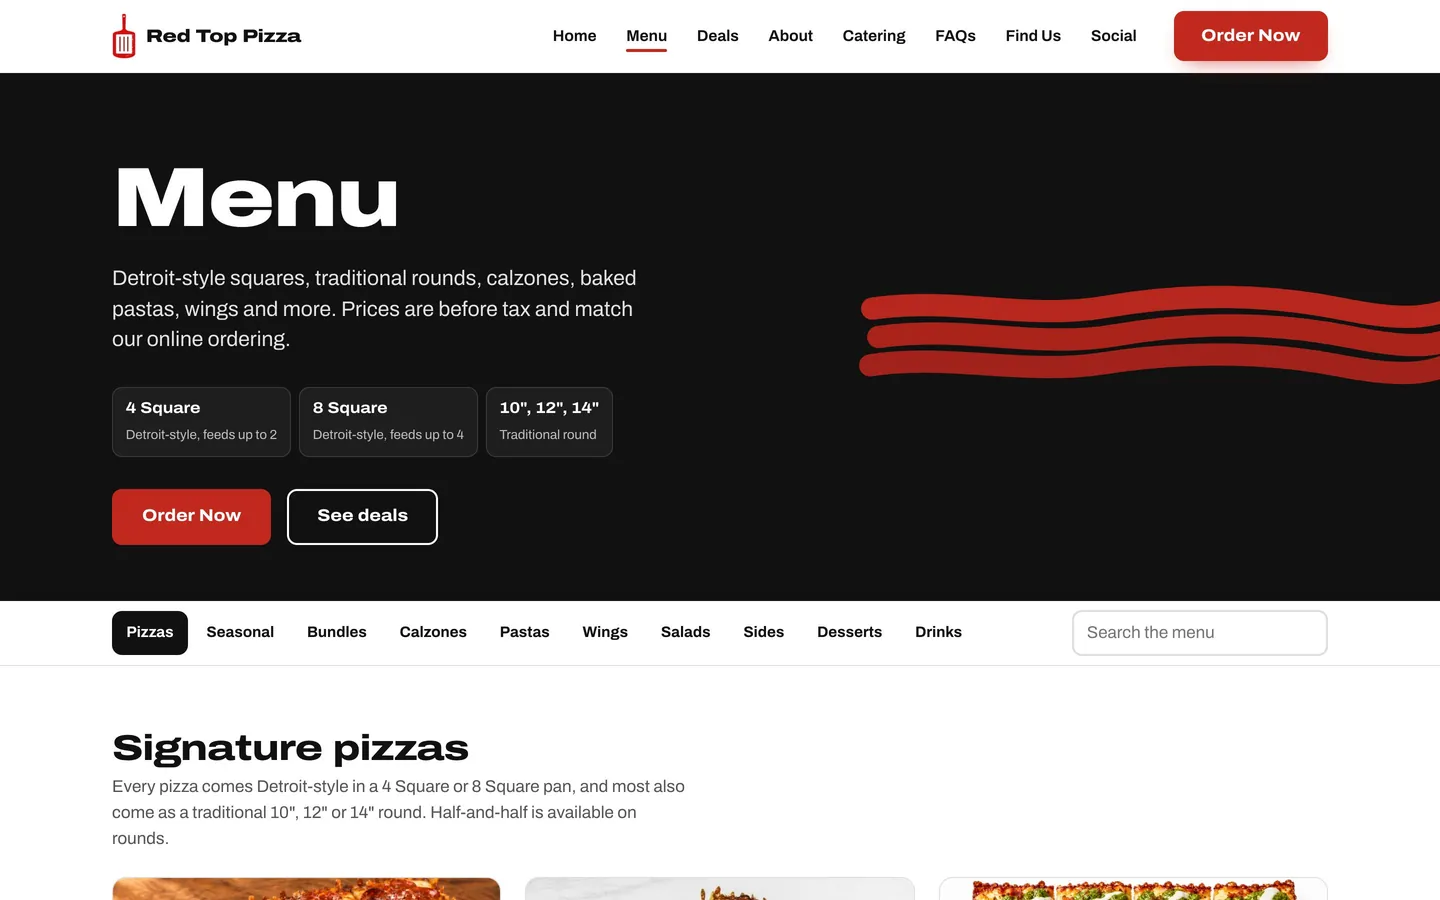 Red Top Pizza
Home Menu Deals About Catering FAQs Find Us Social Order Now
Menu
Detroit-style squares, traditional rounds, calzones, baked
pastas, wings and more. Prices are before tax and match
our online ordering.
4 Square
Detroit-style, feeds up to 2
8 Square
Detroit-style, feeds up to 4
10", 12", 14"
Traditional round
Order Now See deals
Pizzas Seasonal Bundles Calzones Pastas Wings Salads Sides Desserts Drinks Search the menu
Signature pizzas
Every pizza comes Detroit-style in a 4 Square or 8 Square pan, and most also
come as a traditional 10", 12" or 14" round. Half-and-half is available on
rounds.